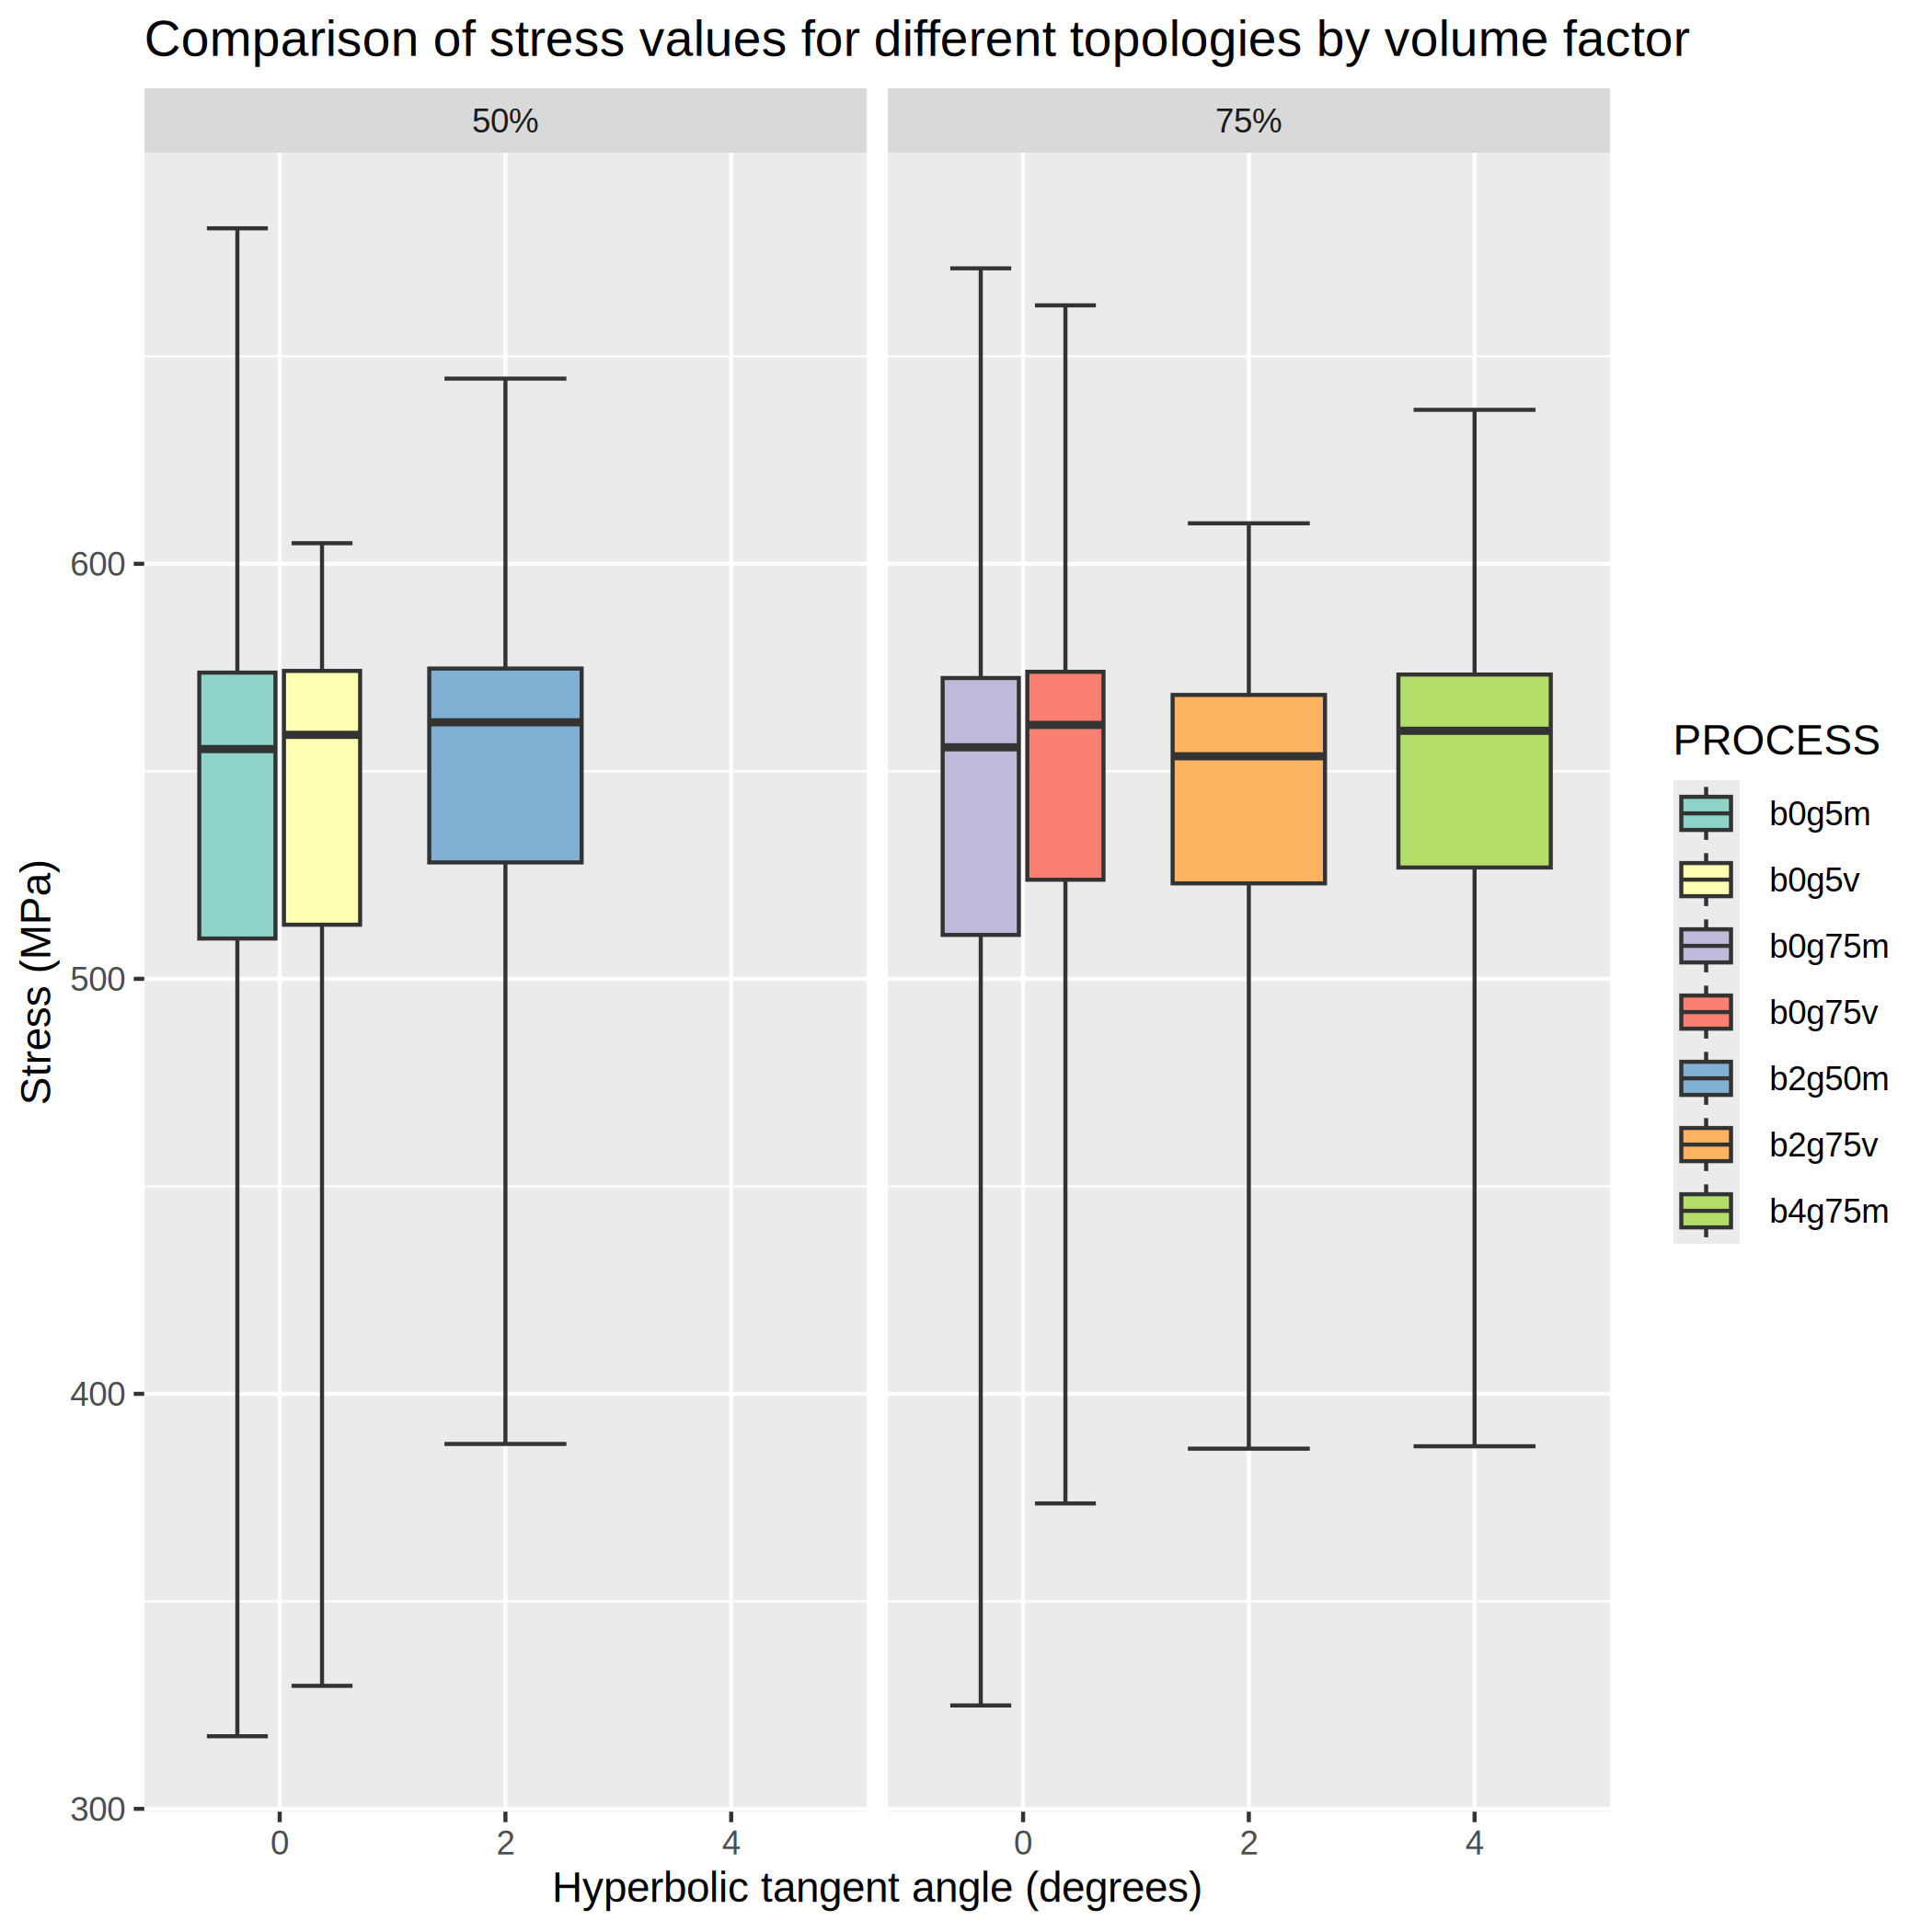 Comparison of stress values for different topologies by volume factor
50%
75%
600
500
400
300
Stress (MPa)
0
2
4
0
2
4
Hyperbolic tangent angle (degrees)
PROCESS
b0g5m
b0g5v
b0g75m
b0g75v
b2g50m
b2g75v
b4g75m